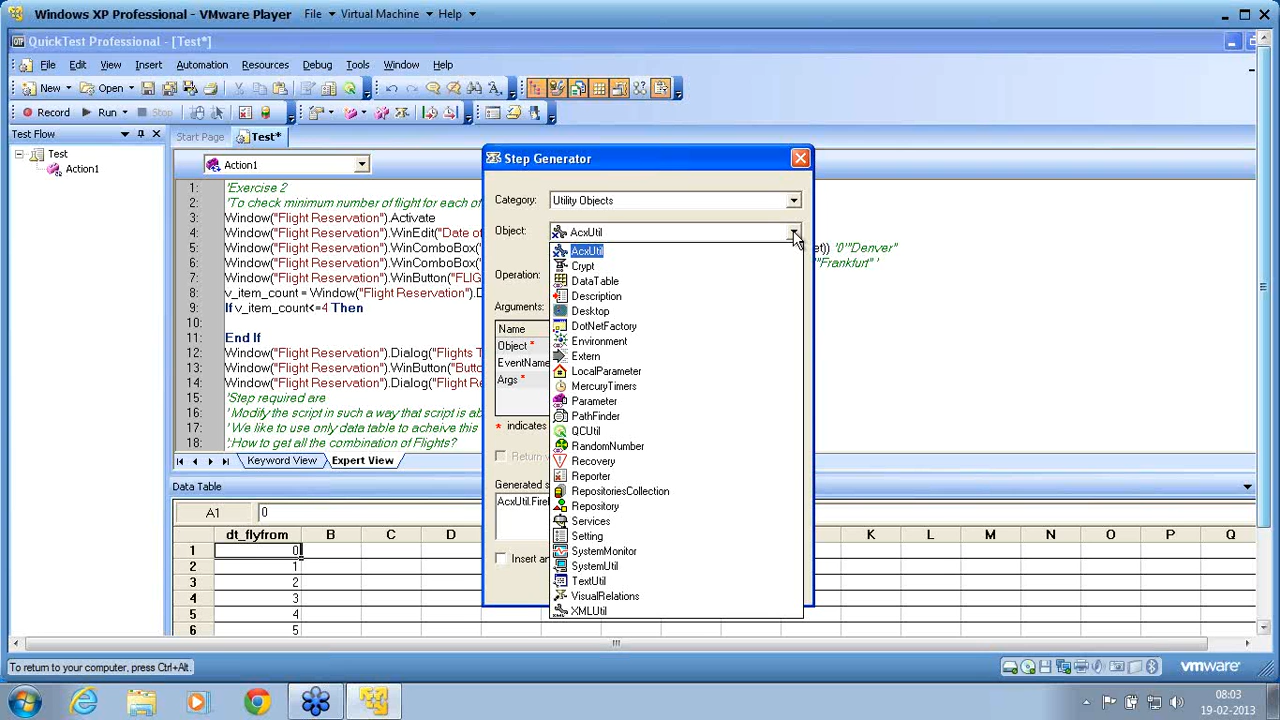 Windows XP Professional - VMware Player
File
Virtual Machine
Help
QuickTest Professional - [Test*]
File Edit View Insert Automation Resources Debug Tools Window Help
New Open
Record Run Stop
Test Flow
Start Page
Test*
Test
Action1
Action1
1: 'Exercise 2
2: 'To check minimum number of flight for each of
3: Window("Flight Reservation").Activate
4: Window("Flight Reservation").WinEdit("Date of
5: Window("Flight Reservation").WinComboBox("
et)) '0'"Denver"
6: Window("Flight Reservation").WinComboBox("
"Frankfurt" '
7: Window("Flight Reservation").WinButton("FLIG
8: v_item_count = Window("Flight Reservation").D
9: If v_item_count<=4 Then
10:
11: End If
12: Window("Flight Reservation").Dialog("Flights T
13: Window("Flight Reservation").WinButton("Butt
14: Window("Flight Reservation").Dialog("Flight Re
15: 'Step required are
16: ' Modify the script in such a way that script is ab
17: ' We like to use only data table to acheive this v
18: ' How to get all the combination of Flights?
Keyword View
Expert View
Step Generator
Category: Utility Objects
Object: AcxUtil
Operation:
Arguments:
Name
Object *
EventName
Args *
* indicates
Return v
Generated s
AcxUtil.Fire
Insert an
AcxUtil
Crypt
DataTable
Description
Desktop
DotNetFactory
Environment
Extern
LocalParameter
MercuryTimers
Parameter
PathFinder
QCUtil
RandomNumber
Recovery
Reporter
RepositoriesCollection
Repository
Services
Setting
SystemMonitor
SystemUtil
TextUtil
VisualRelations
XMLUtil
Data Table
A1 0
dt_flyfrom B C D K L M N O P Q
1 0
2 1
3 2
4 3
5 4
6 5
To return to your computer, press Ctrl+Alt.
vmware
08:03
19-02-2013